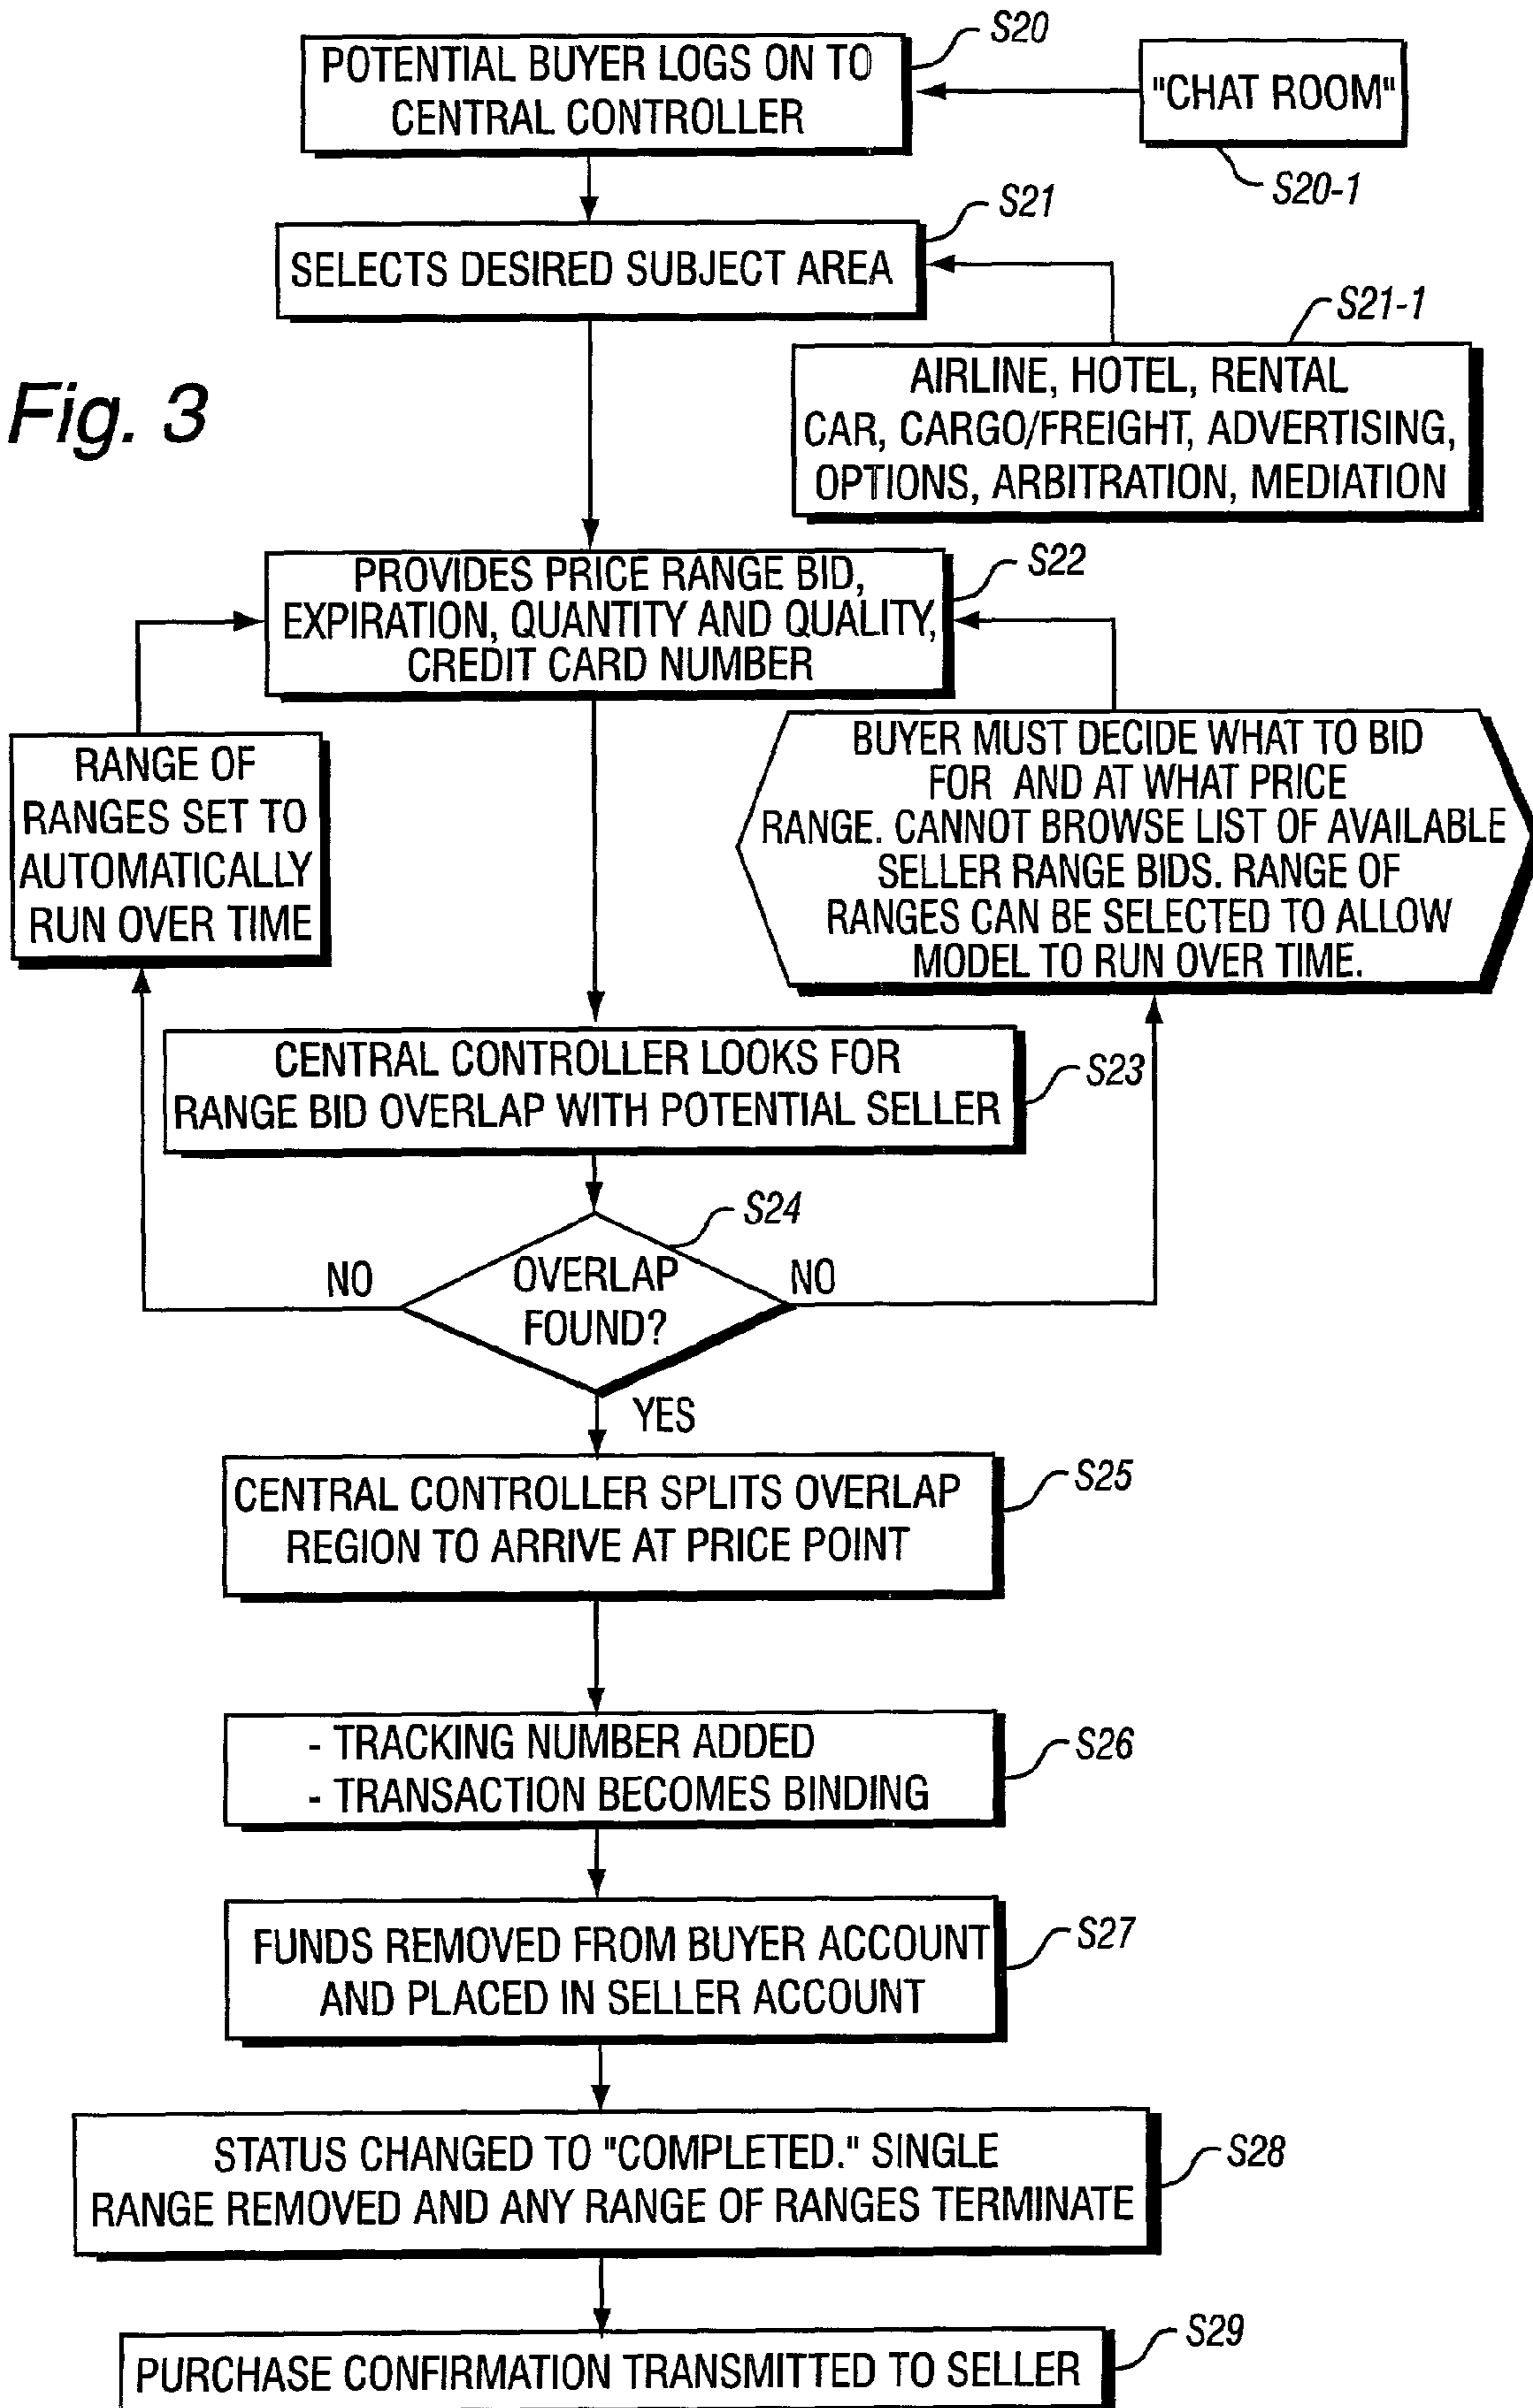 S20
POTENTIAL BUYER LOGS ON TO
CENTRAL CONTROLLER
"CHAT ROOM"
S20-1
S21
SELECTS DESIRED SUBJECT AREA
S21-1
AIRLINE, HOTEL, RENTAL
CAR, CARGO/FREIGHT, ADVERTISING,
OPTIONS, ARBITRATION, MEDIATION
Fig. 3
S22
PROVIDES PRICE RANGE BID,
EXPIRATION, QUANTITY AND QUALITY,
CREDIT CARD NUMBER
RANGE OF
RANGES SET TO
AUTOMATICALLY
RUN OVER TIME
BUYER MUST DECIDE WHAT TO BID
FOR AND AT WHAT PRICE
RANGE. CANNOT BROWSE LIST OF AVAILABLE
SELLER RANGE BIDS. RANGE OF
RANGES CAN BE SELECTED TO ALLOW
MODEL TO RUN OVER TIME.
CENTRAL CONTROLLER LOOKS FOR
RANGE BID OVERLAP WITH POTENTIAL SELLER
S23
S24
NO
OVERLAP
FOUND?
NO
YES
CENTRAL CONTROLLER SPLITS OVERLAP
REGION TO ARRIVE AT PRICE POINT
S25
- TRACKING NUMBER ADDED
- TRANSACTION BECOMES BINDING
S26
FUNDS REMOVED FROM BUYER ACCOUNT
AND PLACED IN SELLER ACCOUNT
S27
STATUS CHANGED TO "COMPLETED." SINGLE
RANGE REMOVED AND ANY RANGE OF RANGES TERMINATE
S28
S29
PURCHASE CONFIRMATION TRANSMITTED TO SELLER